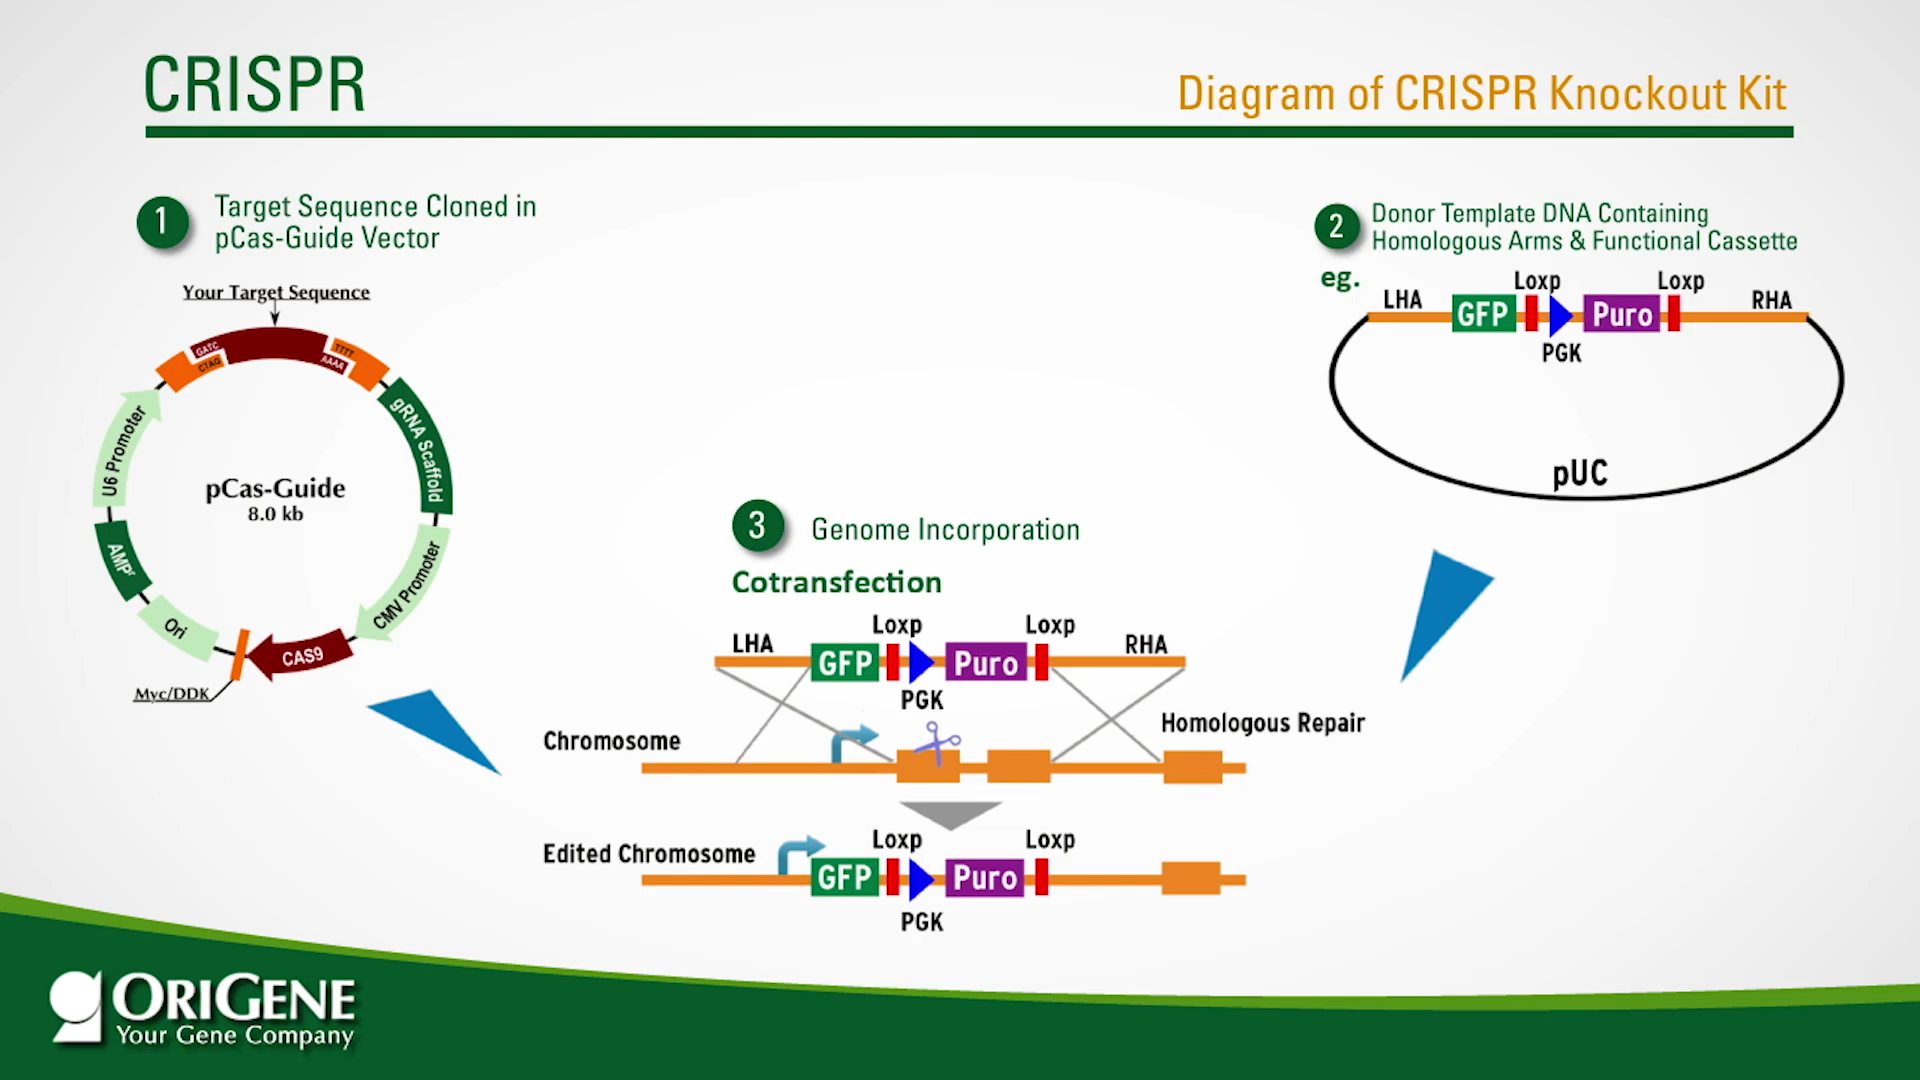 CRISPR
Diagram of CRISPR Knockout Kit
1
Target Sequence Cloned in
pCas-Guide Vector
Your Target Sequence
GATC
CTAG
TTTT
AAAA
U6 Promoter
gRNA Scaffold
pCas-Guide
8.0 kb
AMPr
CMV Promoter
Ori
CAS9
Myc/DDK
2
Donor Template DNA Containing
Homologous Arms & Functional Cassette
eg.
Loxp
Loxp
LHA
RHA
GFP
Puro
PGK
pUC
3
Genome Incorporation
Cotransfection
Loxp
Loxp
LHA
RHA
GFP
Puro
PGK
Homologous Repair
Chromosome
Loxp
Loxp
Edited Chromosome
GFP
Puro
PGK
ORIGENE
Your Gene Company